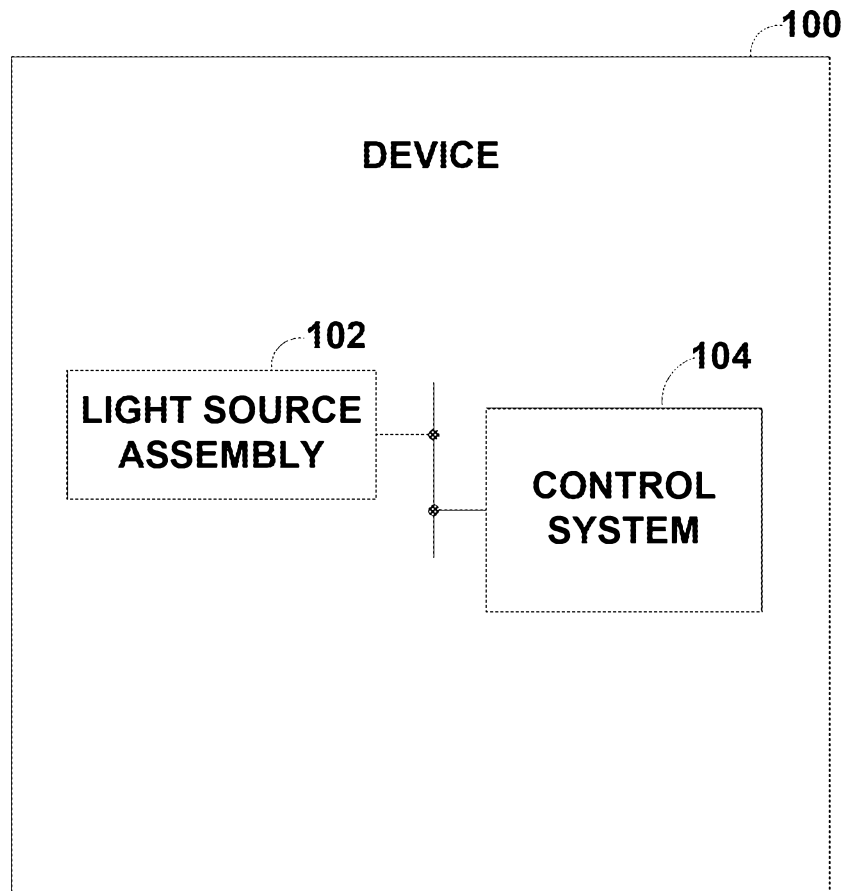 100
DEVICE
102
LIGHT SOURCE
ASSEMBLY
104
CONTROL
SYSTEM